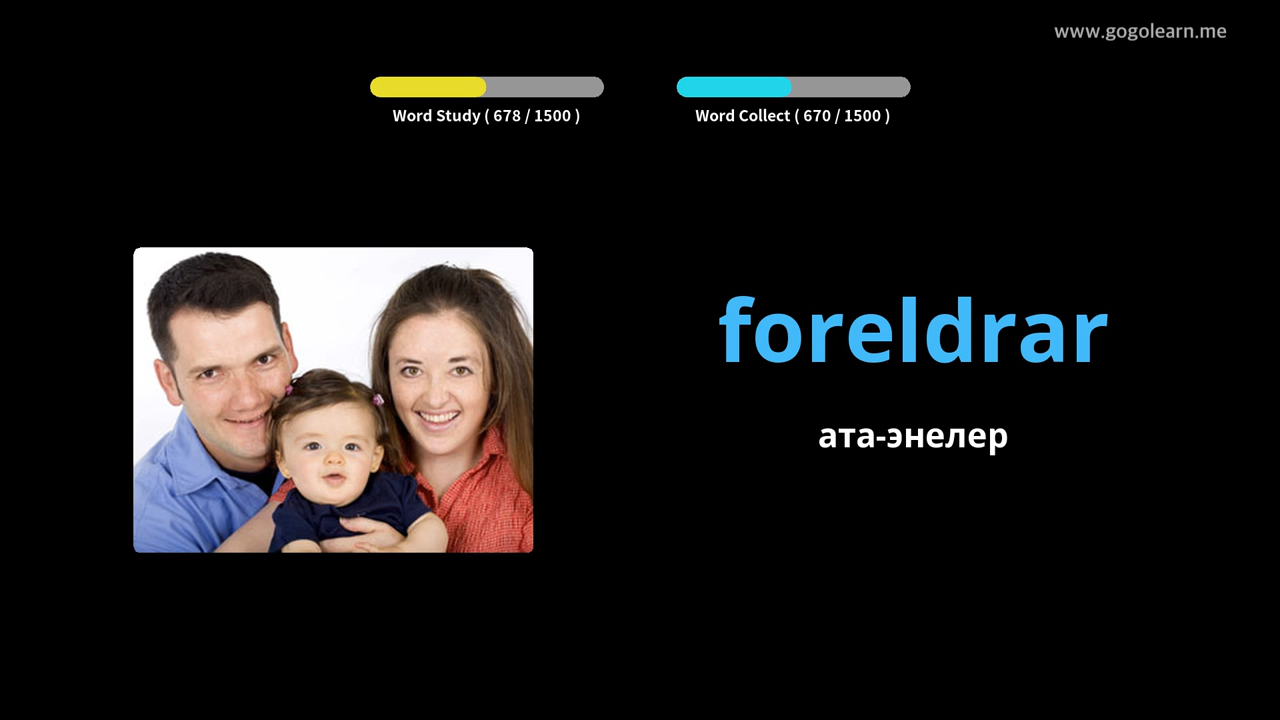 www.gogolearn.me
Word Study ( 678 / 1500 )
Word Collect ( 670 / 1500 )
foreldrar
ата-энелер